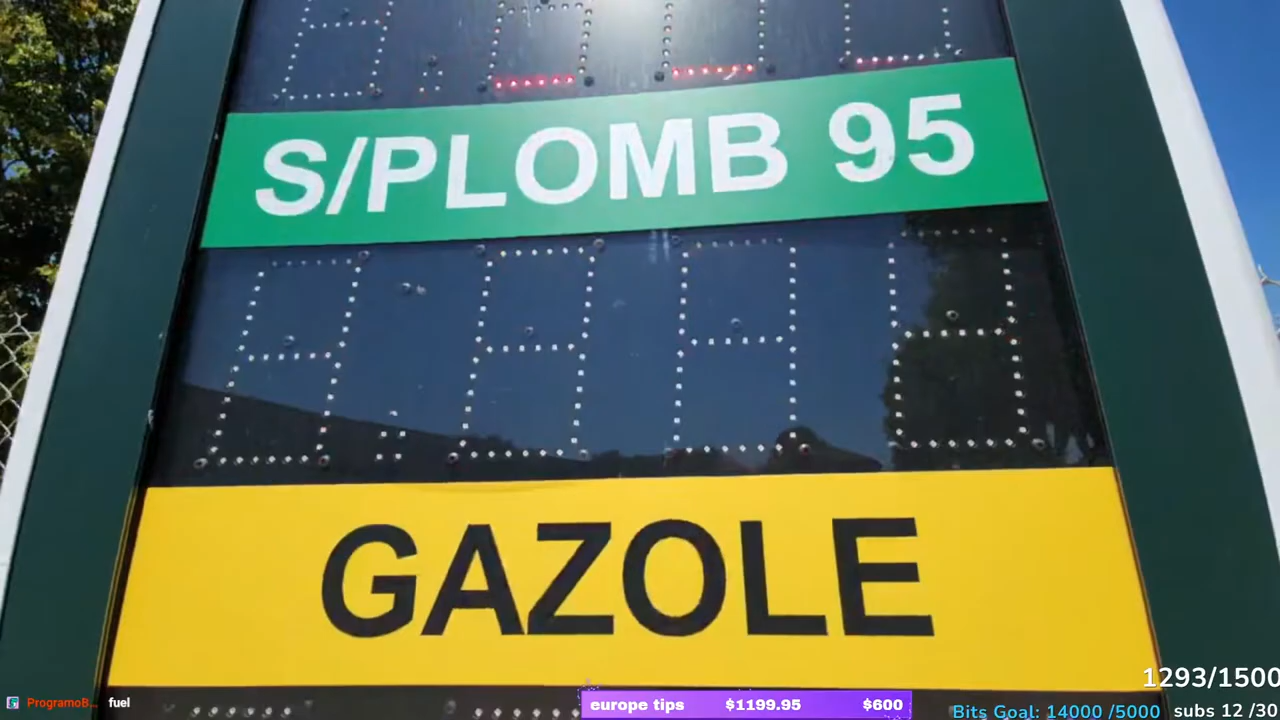 S/PLOMB 95
GAZOLE
1293/1500
ProgramoB... fuel
europe tips $1199.95 $600
Bits Goal: 14000 /5000
subs 12 /30